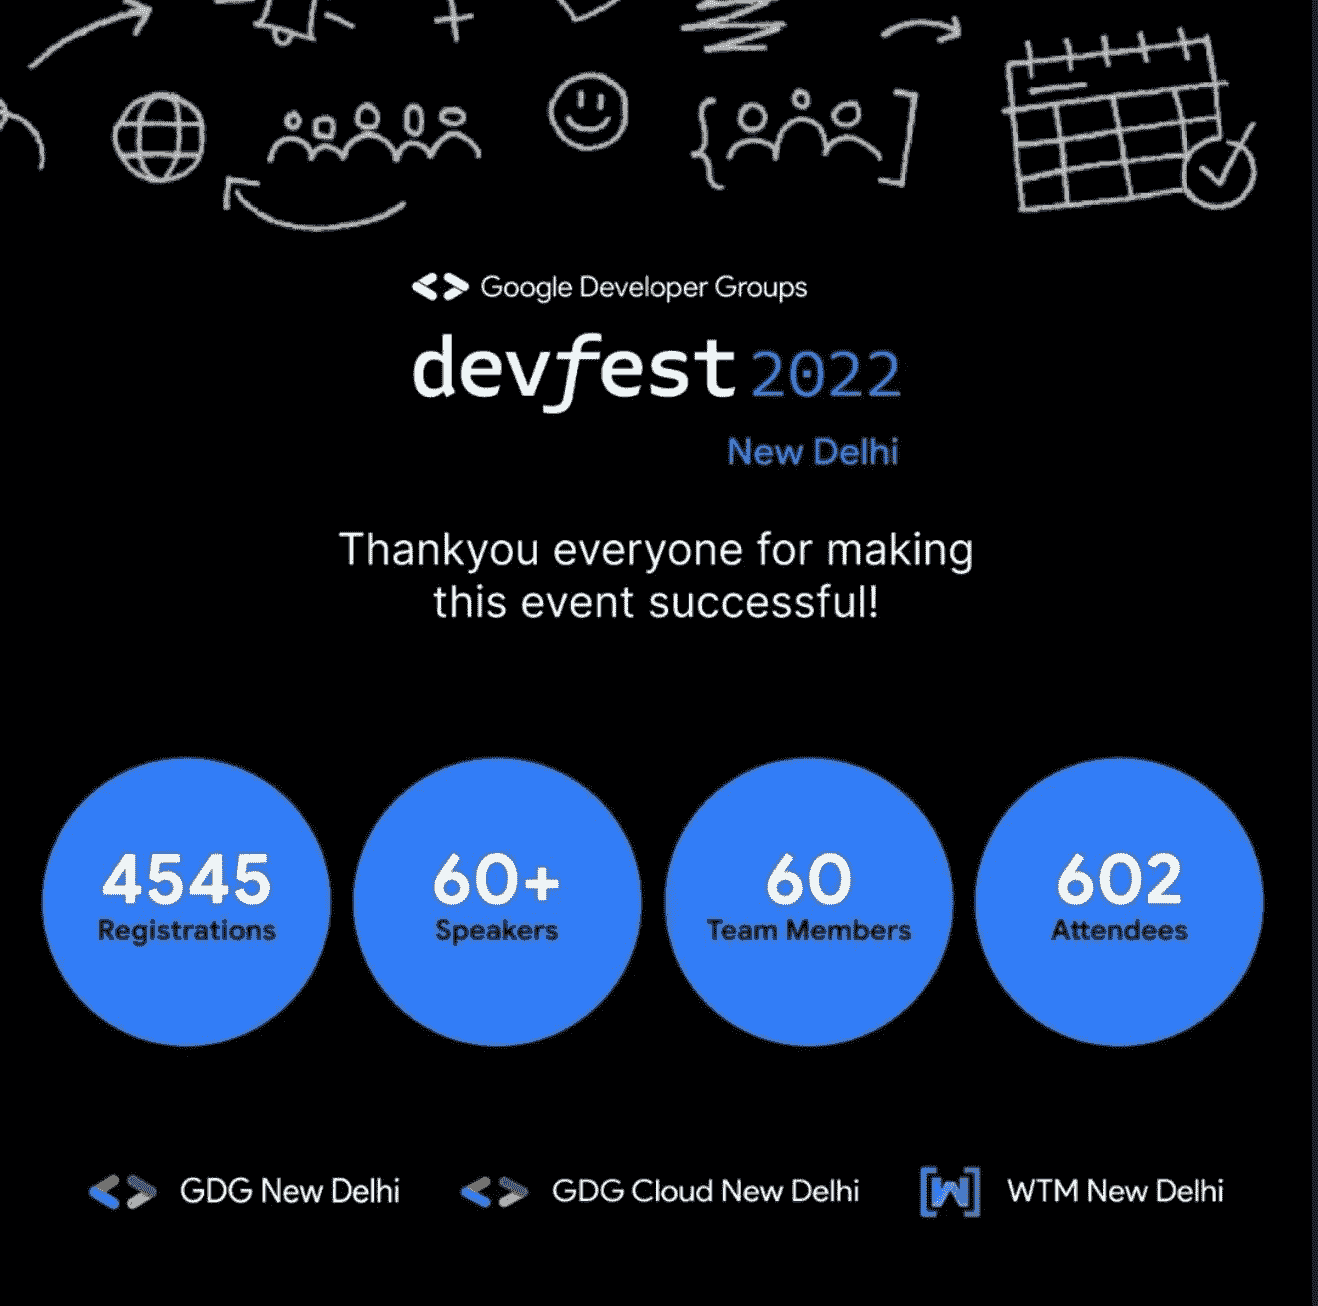 Google Developer Groups
devfest 2022
New Delhi
Thankyou everyone for making
this event successful!
4545
Registrations
60+
Speakers
60
Team Members
602
Attendees
GDG New Delhi
GDG Cloud New Delhi
WTM New Delhi